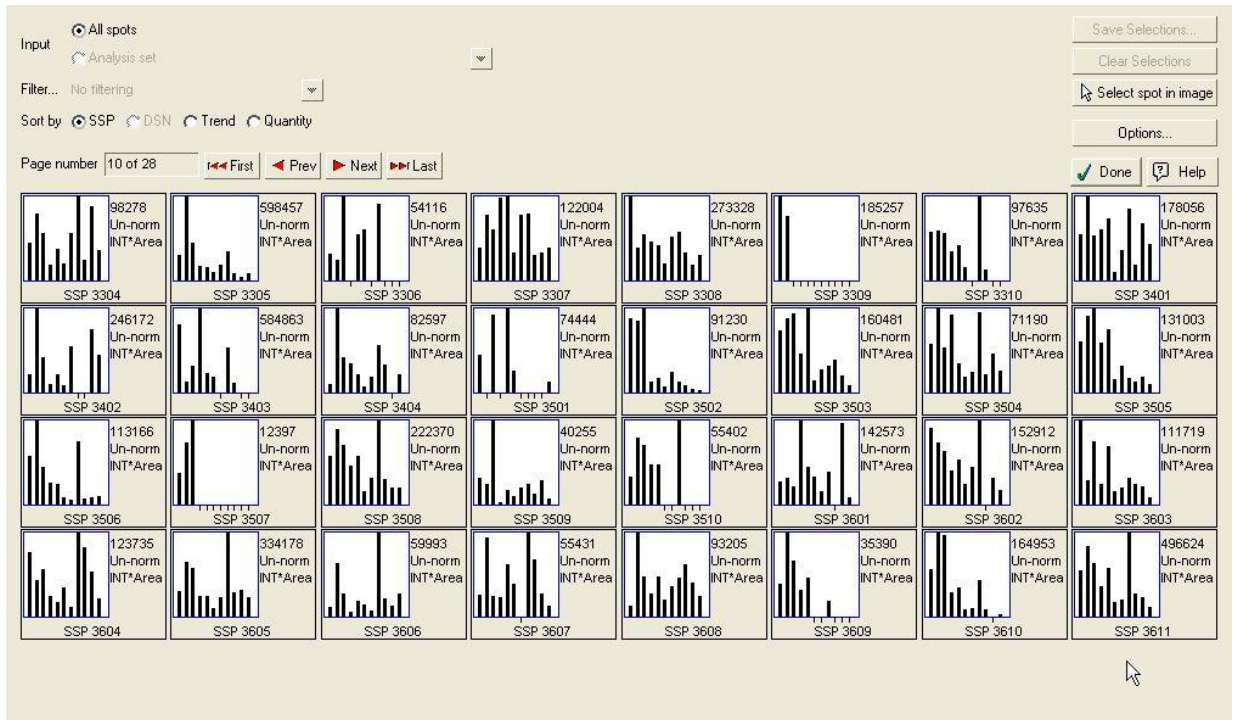 Input
All spots
Analysis set
Save Selections...
Clear Selections
Filter... No filtering
Select spot in image
Sort by SSP DSN Trend Quantity
Options...
Page number 10 of 28 First Prev Next Last
Done Help
98278 598457 54116 122004 273328 185257 97635 178056
Un-norm Un-norm Un-norm Un-norm Un-norm Un-norm Un-norm Un-norm
INT*Area INT*Area INT*Area INT*Area INT*Area INT*Area INT*Area INT*Area
SSP 3304 SSP 3305 SSP 3306 SSP 3307 SSP 3308 SSP 3309 SSP 3310 SSP 3401
246172 584863 82597 74444 91230 160481 71190 131003
Un-norm Un-norm Un-norm Un-norm Un-norm Un-norm Un-norm Un-norm
INT*Area INT*Area INT*Area INT*Area INT*Area INT*Area INT*Area INT*Area
SSP 3402 SSP 3403 SSP 3404 SSP 3501 SSP 3502 SSP 3503 SSP 3504 SSP 3505
113166 12397 222370 40255 55402 142573 152912 111719
Un-norm Un-norm Un-norm Un-norm Un-norm Un-norm Un-norm Un-norm
INT*Area INT*Area INT*Area INT*Area INT*Area INT*Area INT*Area INT*Area
SSP 3506 SSP 3507 SSP 3508 SSP 3509 SSP 3510 SSP 3601 SSP 3602 SSP 3603
123735 334178 59993 55431 93205 35390 164953 496624
Un-norm Un-norm Un-norm Un-norm Un-norm Un-norm Un-norm Un-norm
INT*Area INT*Area INT*Area INT*Area INT*Area INT*Area INT*Area INT*Area
SSP 3604 SSP 3605 SSP 3606 SSP 3607 SSP 3608 SSP 3609 SSP 3610 SSP 3611